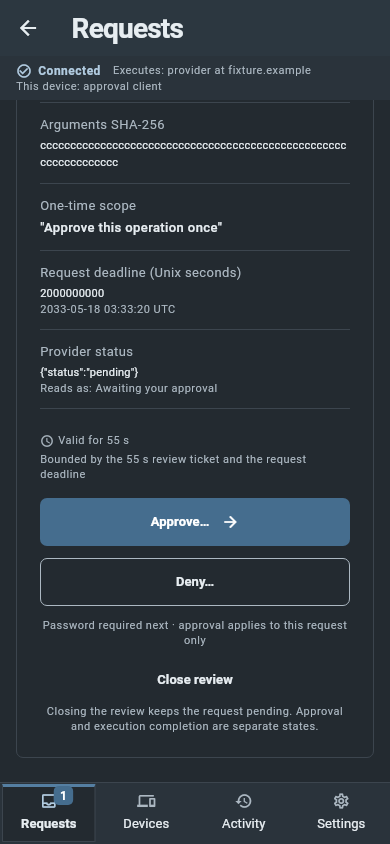 Requests
Connected Executes: provider at fixture.example
This device: approval client
Arguments SHA-256
ccccccccccccccccccccccccccccccccccccccccccccccccccc
ccccccccccccc
One-time scope
"Approve this operation once"
Request deadline (Unix seconds)
2000000000
2033-05-18 03:33:20 UTC
Provider status
{"status":"pending"}
Reads as: Awaiting your approval
Valid for 55 s
Bounded by the 55 s review ticket and the request
deadline
Approve...
Deny...
Password required next · approval applies to this request
only
Close review
Closing the review keeps the request pending. Approval
and execution completion are separate states.
1
Requests Devices Activity Settings